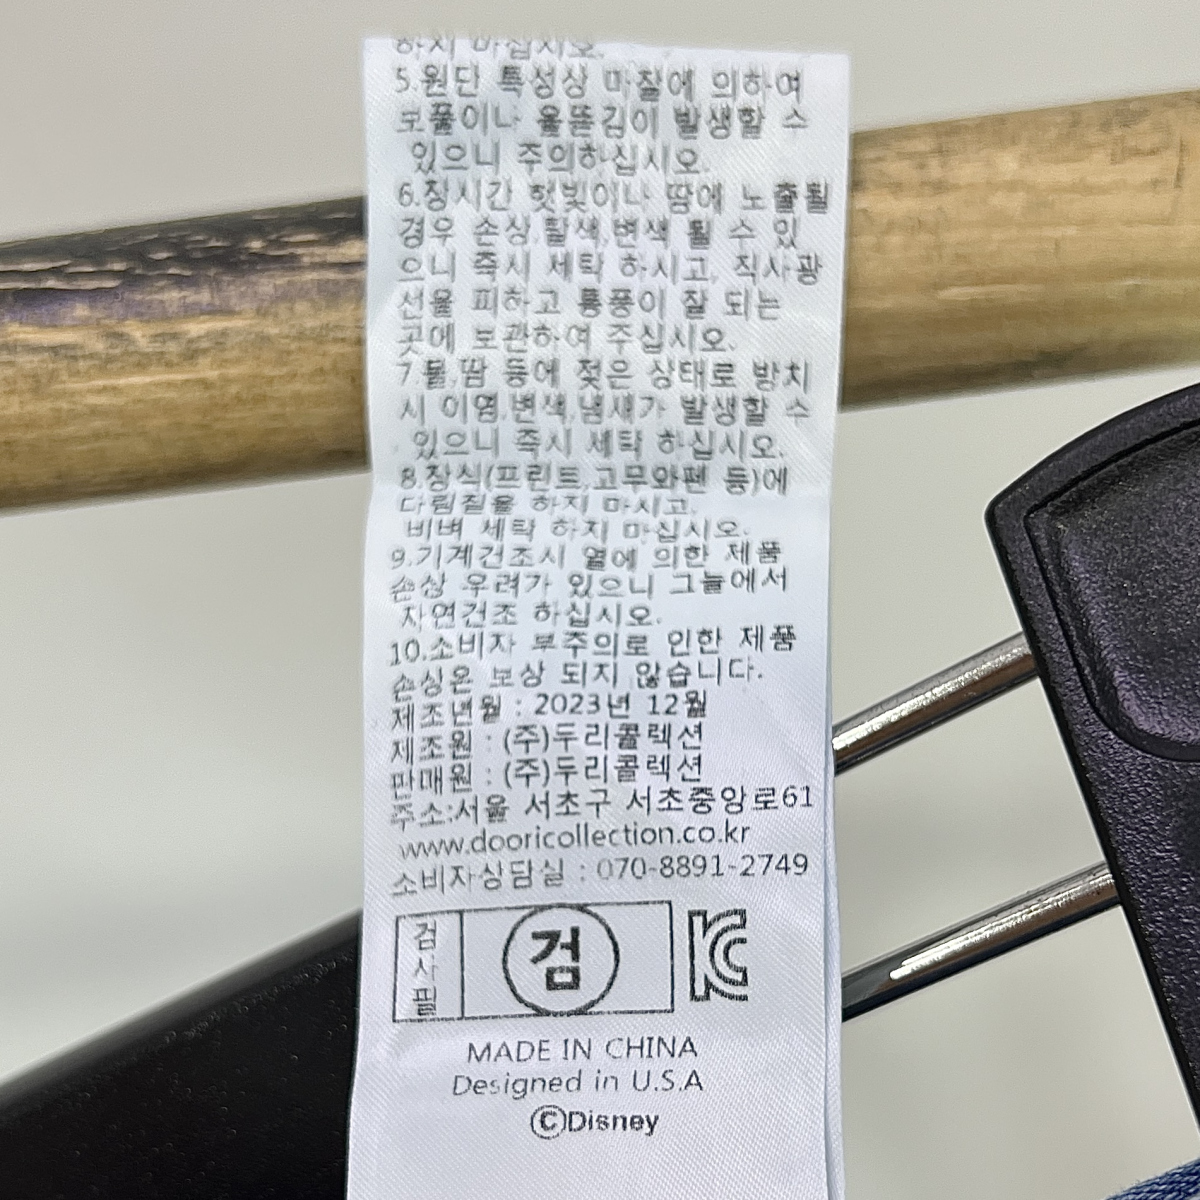 하지 마십시오.
5.원단 특성상 마찰에 의하여
보풀이나 올뜯김이 발생할 수
있으니 주의하십시오.
6.장시간 햇빛이나 땀에 노출될
경우 손상,탈색,변색 될 수 있
으니 즉시 세탁 하시고, 직사광
선을 피하고 통풍이 잘 되는
곳에 보관하여 주십시오.
7.물,땀 등에 젖은 상태로 방치
시 이염,변색,냄새가 발생할 수
있으니 즉시 세탁 하십시오.
8.장식(프린트,고무와펜 등)에
다림질을 하지 마시고,
비벼 세탁 하지 마십시오.
9.기계건조시 열에 의한 제품
손상 우려가 있으니 그늘에서
자연건조 하십시오.
10.소비자 부주의로 인한 제품
손상은 보상 되지 않습니다.
제조년월 : 2023년 12월
제조원 : (주)두리콜렉션
판매원 : (주)두리콜렉션
주소:서울 서초구 서초중앙로61
www.dooricollection.co.kr
소비자상담실 : 070-8891-2749
검사필 검 KC
MADE IN CHINA
Designed in U.S.A
©Disney